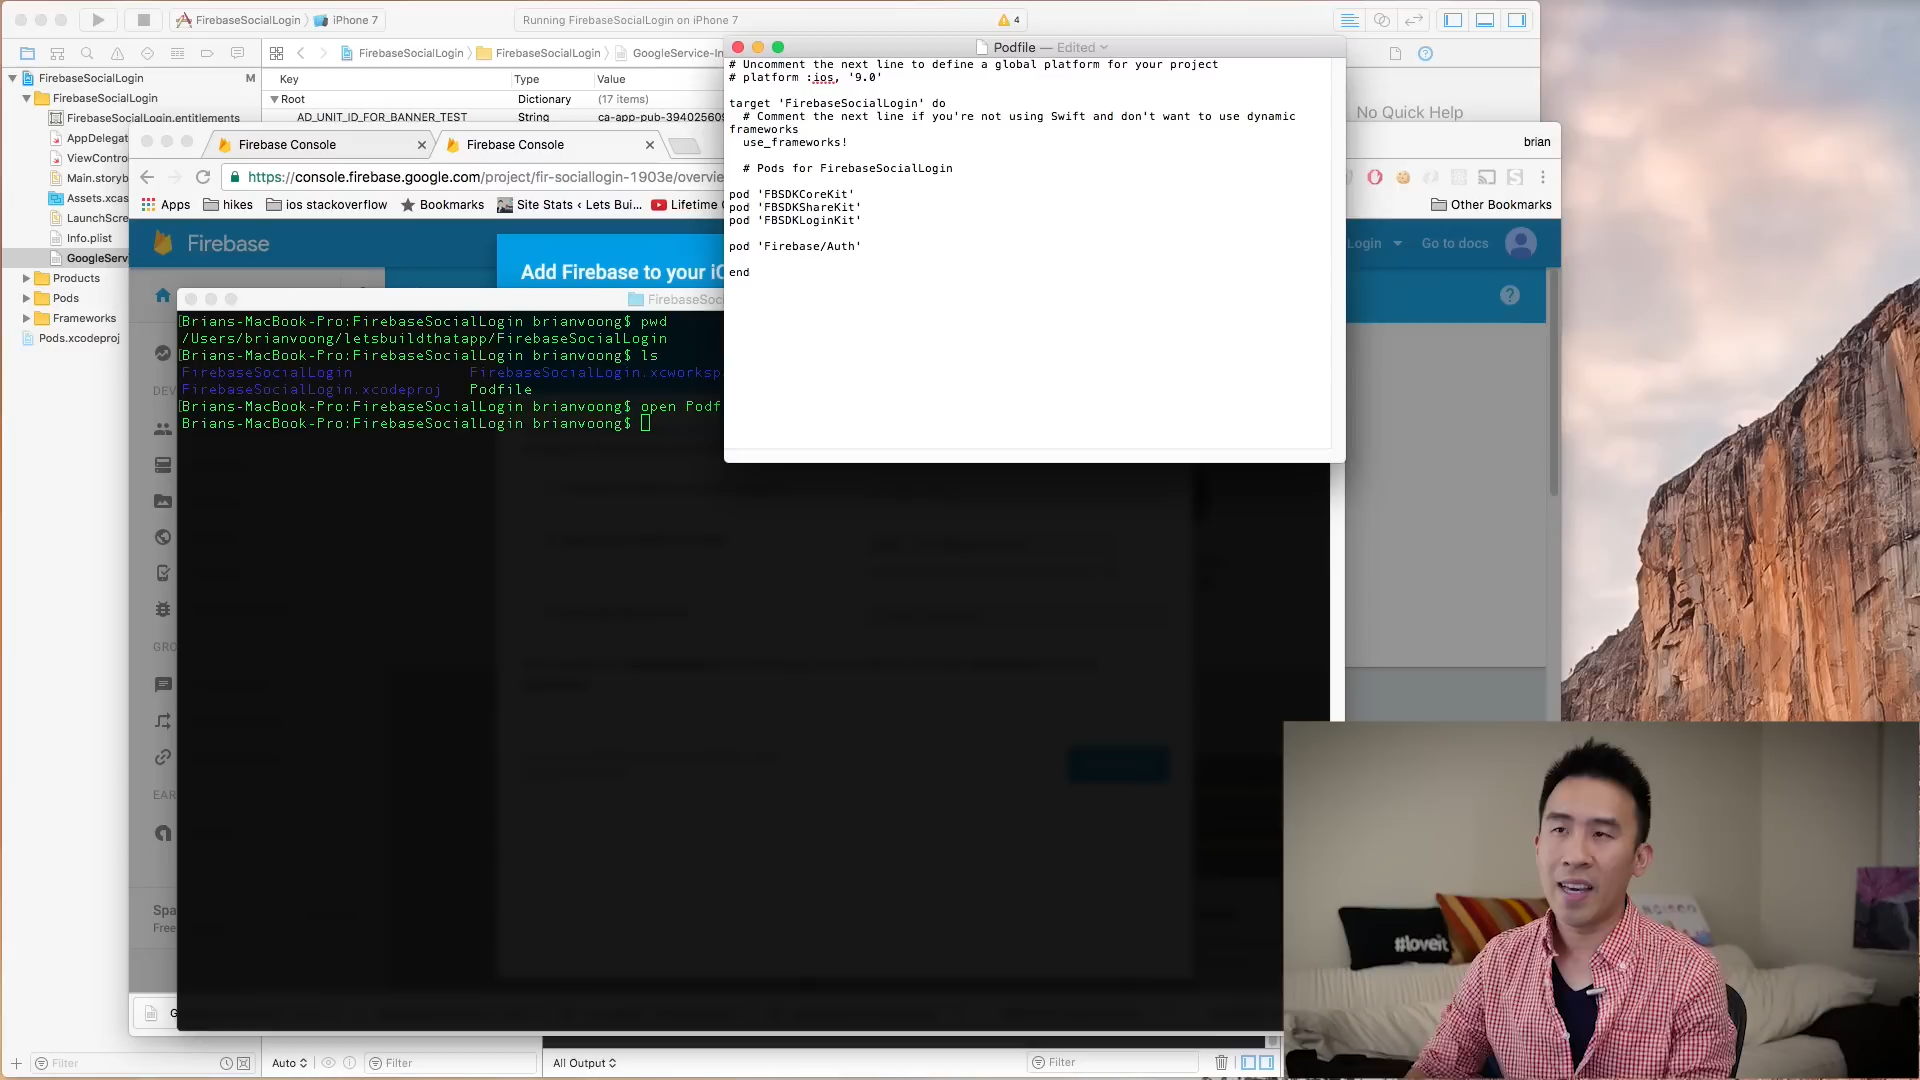 FirebaseSocialLogin
iPhone 7
Running FirebaseSocialLogin on iPhone 7
4
FirebaseSocialLogin
M
FirebaseSocialLogin
FirebaseSocialLogin.entitlements
AppDelegat
ViewContro
Main.storyb
Assets.xcas
LaunchScre
Info.plist
GoogleServ
Products
Pods
Frameworks
Pods.xcodeproj
FirebaseSocialLogin
FirebaseSocialLogin
GoogleService-In
Key
Type
Value
Root
Dictionary
(17 items)
AD_UNIT_ID_FOR_BANNER_TEST
String
ca-app-pub-394025609
No Quick Help
Firebase Console
Firebase Console
brian
https://console.firebase.google.com/project/fir-sociallogin-1903e/overvie
Apps
hikes
ios stackoverflow
Bookmarks
Site Stats ‹ Lets Bui...
Lifetime
Other Bookmarks
Firebase
Login
Go to docs
Add Firebase to your iO
DEV
GRO
EAR
Spa
Free
G
Podfile — Edited
# Uncomment the next line to define a global platform for your project
# platform :ios, '9.0'
target 'FirebaseSocialLogin' do
# Comment the next line if you're not using Swift and don't want to use dynamic
frameworks
use_frameworks!
# Pods for FirebaseSocialLogin
pod 'FBSDKCoreKit'
pod 'FBSDKShareKit'
pod 'FBSDKLoginKit'
pod 'Firebase/Auth'
end
FirebaseSoc
[Brians-MacBook-Pro:FirebaseSocialLogin brianvoong$ pwd
/Users/brianvoong/letsbuildthatapp/FirebaseSocialLogin
[Brians-MacBook-Pro:FirebaseSocialLogin brianvoong$ ls
FirebaseSocialLogin FirebaseSocialLogin.xcworksp
FirebaseSocialLogin.xcodeproj Podfile
[Brians-MacBook-Pro:FirebaseSocialLogin brianvoong$ open Podf
Brians-MacBook-Pro:FirebaseSocialLogin brianvoong$
#loveit
Filter
Auto
Filter
All Output
Filter